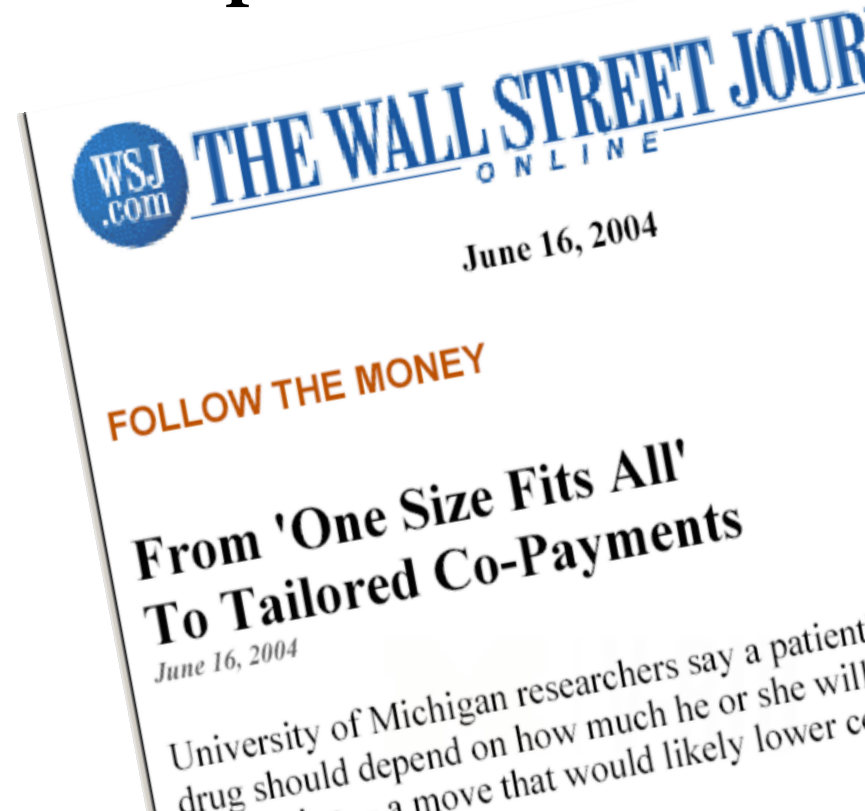 WSJ
.com
THE WALL STREET JOUR
ONLINE
June 16, 2004
FOLLOW THE MONEY
From 'One Size Fits All'
To Tailored Co-Payments
June 16, 2004
University of Michigan researchers say a patient
drug should depend on how much he or she will
a move that would likely lower